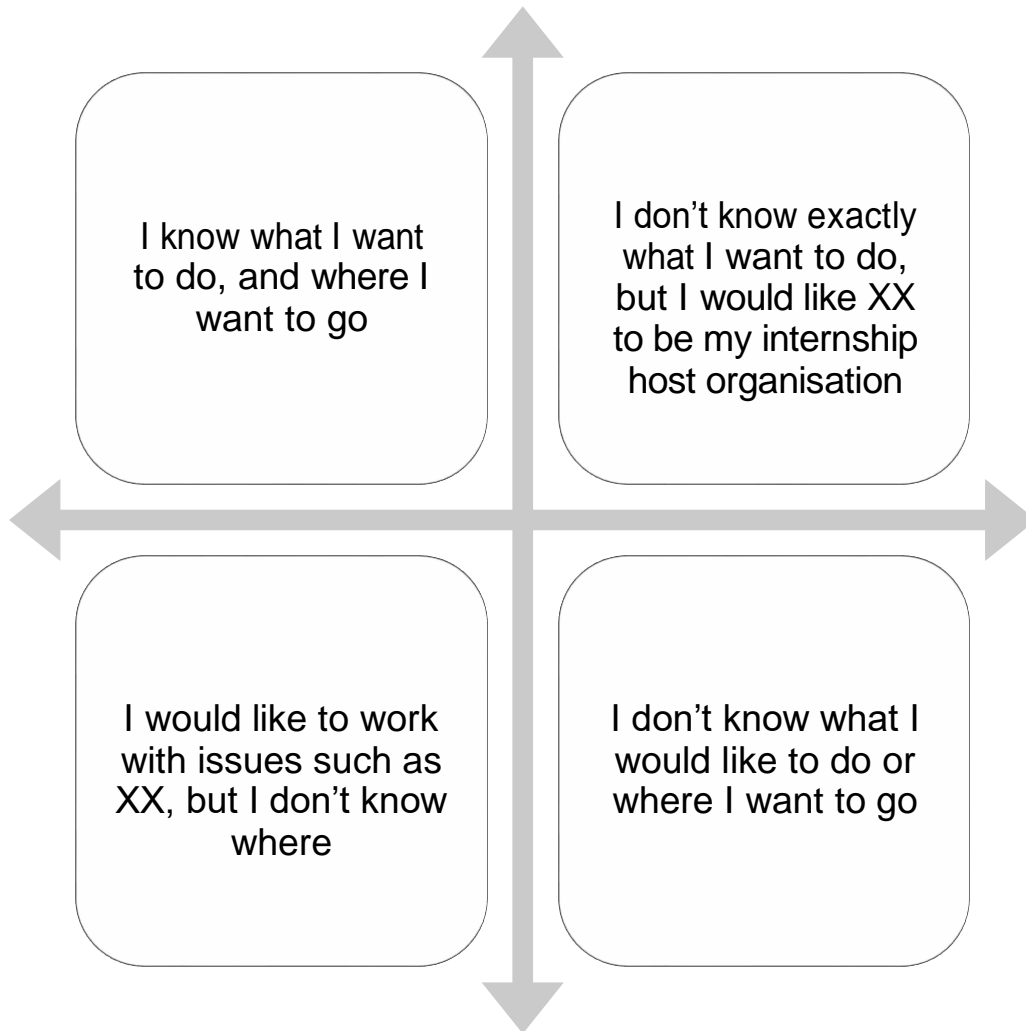 I know what I want
to do, and where I
want to go
I don’t know exactly
what I want to do,
but I would like XX
to be my internship
host organisation
I would like to work
with issues such as
XX, but I don’t know
where
I don’t know what I
would like to do or
where I want to go